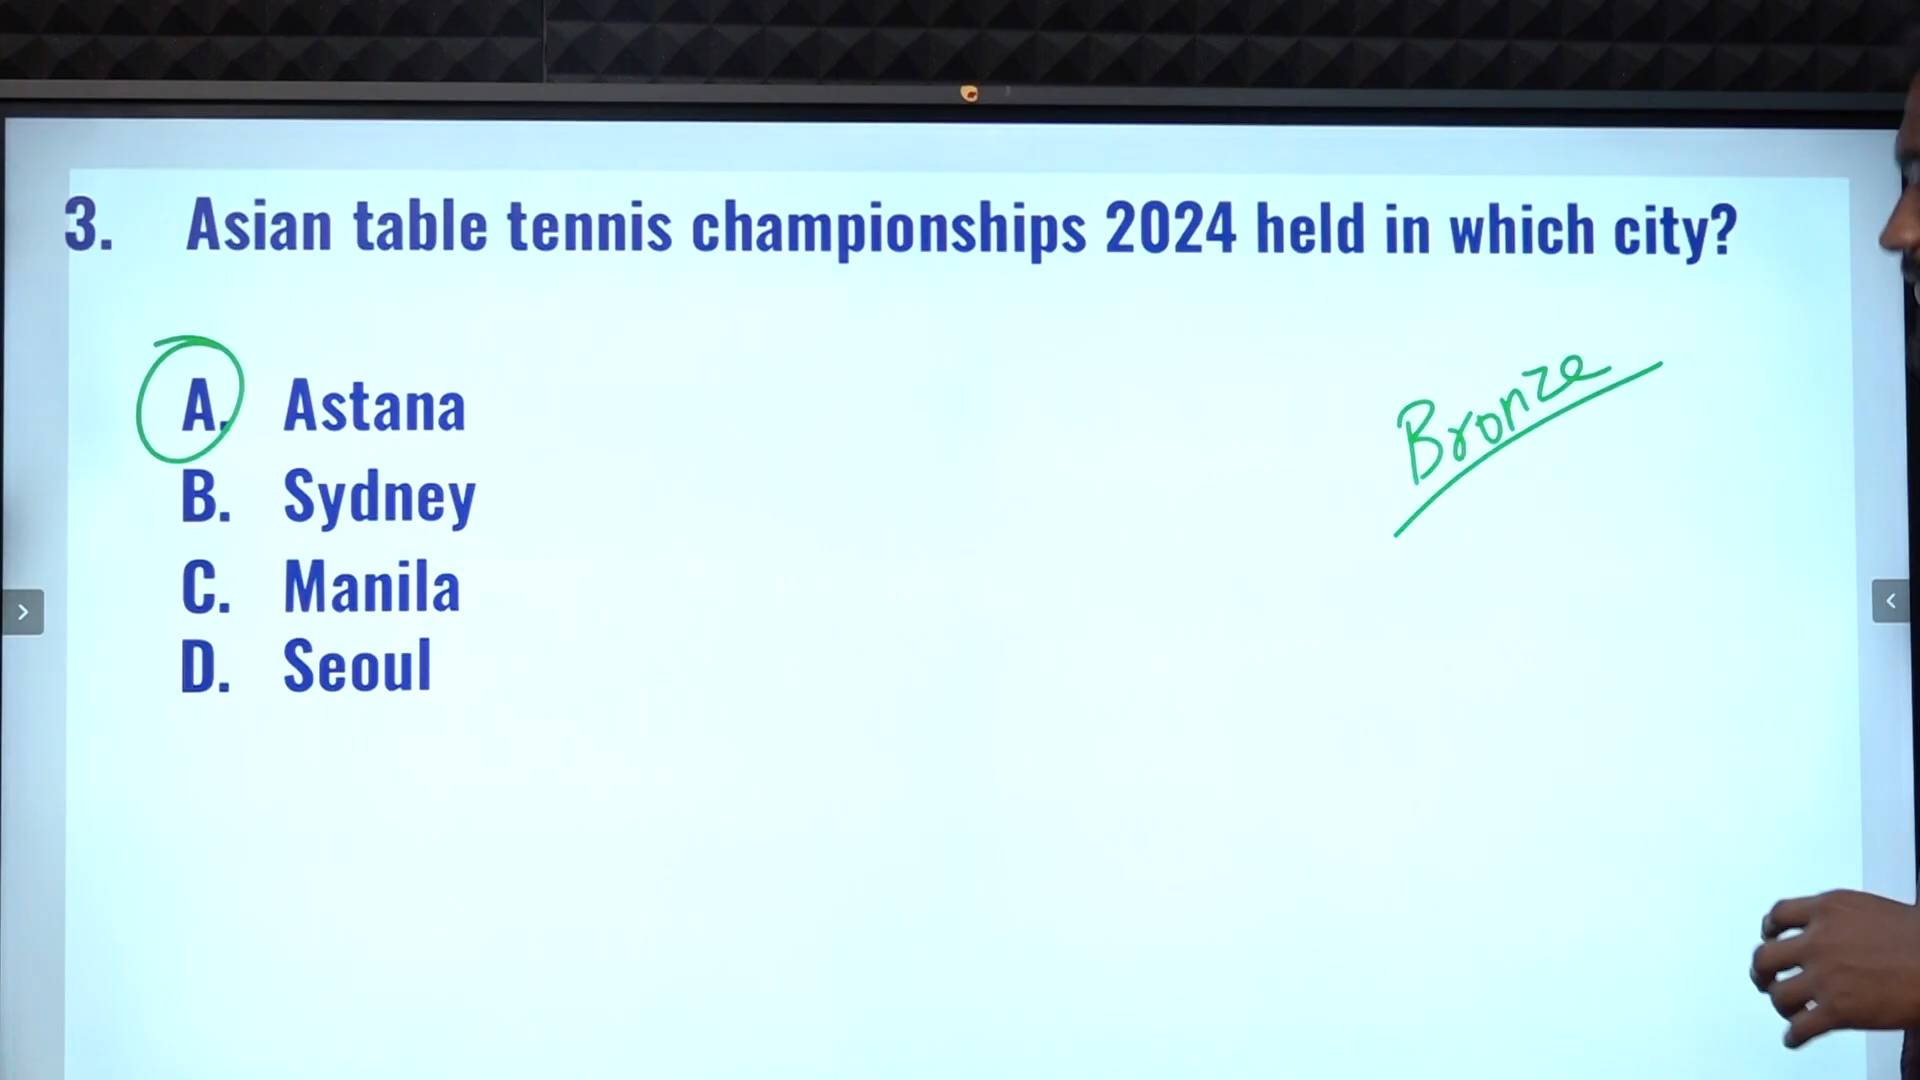 3. Asian table tennis championships 2024 held in which city?
A. Astana
Bronze
B. Sydney
C. Manila
D. Seoul